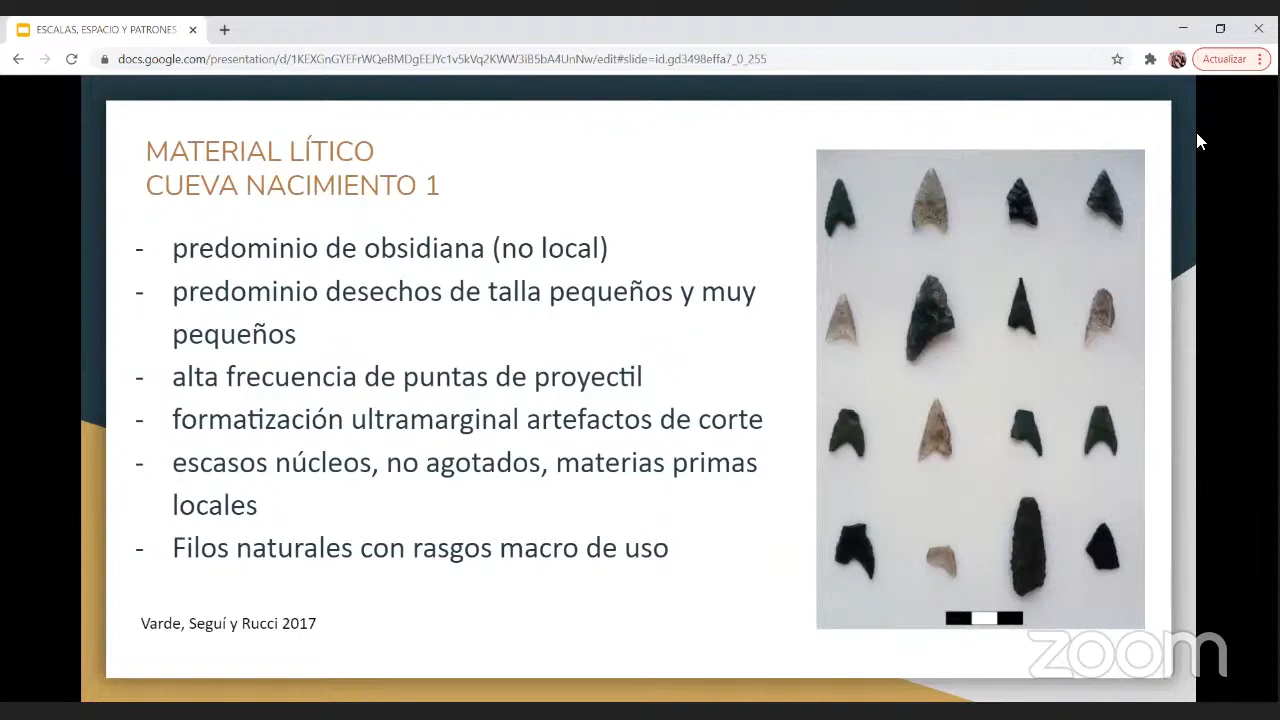 ESCALAS, ESPACIO Y PATRONES
docs.google.com/presentation/d/1KEXGnGYEFrWQeBMDgEEJYc1v5kVq2KWW3iB5bA4UnNw/edit#slide=id.gd3498effa7_0_255
Actualizar
MATERIAL LÍTICO
CUEVA NACIMIENTO 1
- predominio de obsidiana (no local)
- predominio desechos de talla pequeños y muy
pequeños
- alta frecuencia de puntas de proyectil
- formatización ultramarginal artefactos de corte
- escasos núcleos, no agotados, materias primas
locales
- Filos naturales con rasgos macro de uso
Varde, Seguí y Rucci 2017
zoom